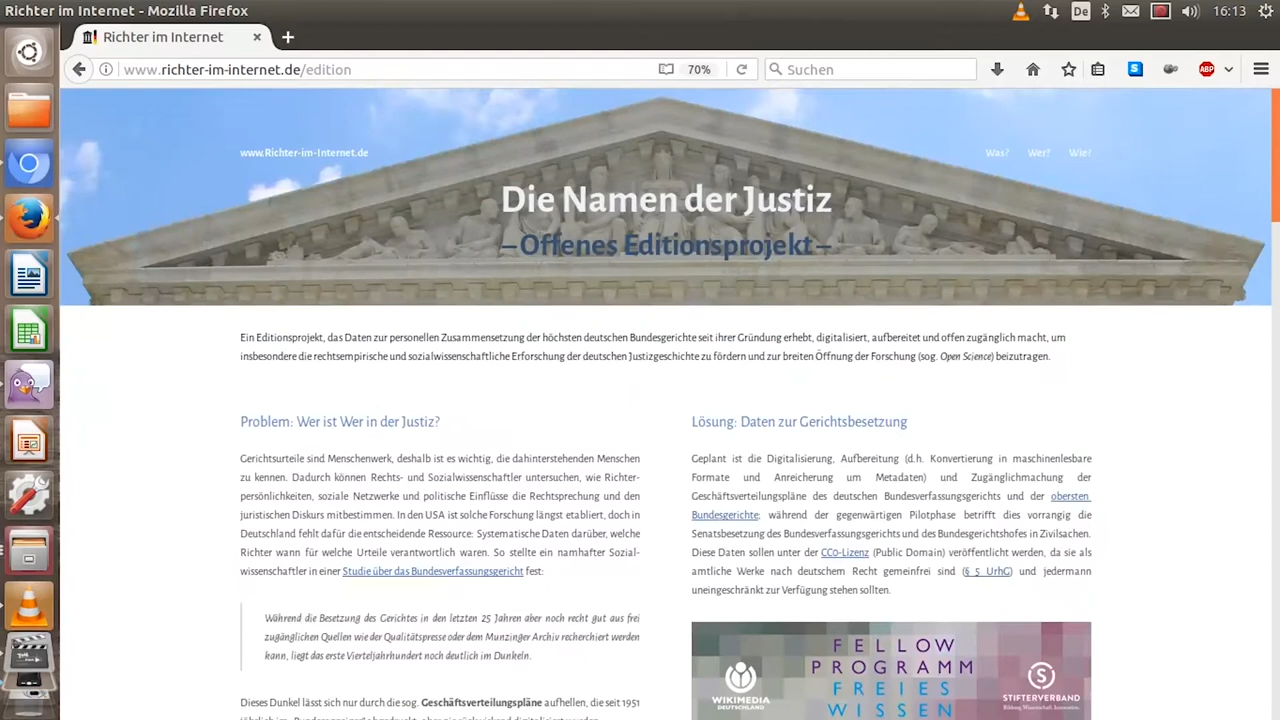 Richter im Internet - Mozilla Firefox
De
16:13
Richter im Internet
www.richter-im-internet.de/edition
70%
Suchen
ABP
www.Richter-im-Internet.de
Was? Wer? Wie?
Die Namen der Justiz
– Offenes Editionsprojekt –
Ein Editionsprojekt, das Daten zur personellen Zusammensetzung der höchsten deutschen Bundesgerichte seit ihrer Gründung erhebt, digitalisiert, aufbereitet und offen zugänglich macht, um
insbesondere die rechtsempirische und sozialwissenschaftliche Erforschung der deutschen Justizgeschichte zu fördern und zur breiten Öffnung der Forschung (sog. Open Science) beizutragen.
Problem: Wer ist Wer in der Justiz?
Gerichtsurteile sind Menschenwerk, deshalb ist es wichtig, die dahinterstehenden Menschen
zu kennen. Dadurch können Rechts- und Sozialwissenschaftler untersuchen, wie Richter-
persönlichkeiten, soziale Netzwerke und politische Einflüsse die Rechtsprechung und den
juristischen Diskurs mitbestimmen. In den USA ist solche Forschung längst etabliert, doch in
Deutschland fehlt dafür die entscheidende Ressource: Systematische Daten darüber, welche
Richter wann für welche Urteile verantwortlich waren. So stellte ein namhafter Sozial-
wissenschaftler in einer Studie über das Bundesverfassungsgericht fest:
Während die Besetzung des Gerichtes in den letzten 25 Jahren aber noch recht gut aus frei
zugänglichen Quellen wie der Qualitätspresse oder dem Munzinger Archiv recherchiert werden
kann, liegt das erste Vierteljahrhundert noch deutlich im Dunkeln.
Dieses Dunkel lässt sich nur durch die sog. Geschäftsverteilungspläne aufhellen, die seit 1951
Lösung: Daten zur Gerichtsbesetzung
Geplant ist die Digitalisierung, Aufbereitung (d.h. Konvertierung in maschinenlesbare
Formate und Anreicherung um Metadaten) und Zugänglichmachung der
Geschäftsverteilungspläne des deutschen Bundesverfassungsgerichts und der obersten
Bundesgerichte; während der gegenwärtigen Pilotphase betrifft dies vorrangig die
Senatsbesetzung des Bundesverfassungsgerichts und des Bundesgerichtshofes in Zivilsachen.
Diese Daten sollen unter der CC0-Lizenz (Public Domain) veröffentlicht werden, da sie als
amtliche Werke nach deutschem Recht gemeinfrei sind (§ 5 UrhG) und jedermann
uneingeschränkt zur Verfügung stehen sollten.
FELLOW
PROGRAMM
FREIES
WISSEN
WIKIMEDIA
DEUTSCHLAND
STIFTERVERBAND
Bildung. Wissenschaft. Innovation.